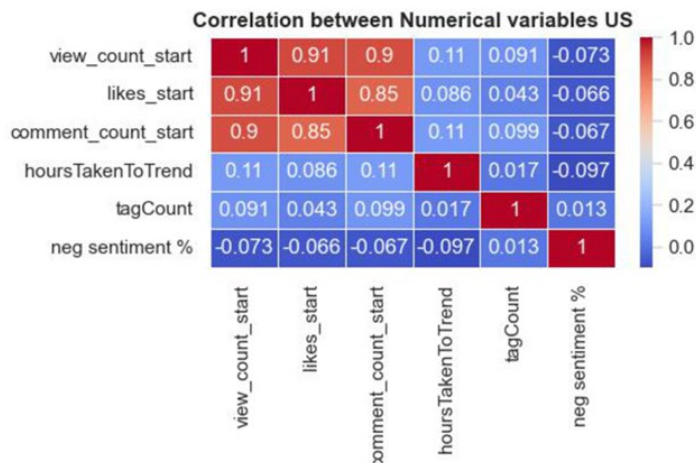 Correlation between Numerical variables US
view_count_start 1 0.91 0.9 0.11 0.091 -0.073
likes_start 0.91 1 0.85 0.086 0.043 -0.066
comment_count_start 0.9 0.85 1 0.11 0.099 -0.067
hoursTakenToTrend 0.11 0.086 0.11 1 0.017 -0.097
tagCount 0.091 0.043 0.099 0.017 1 0.013
neg sentiment % -0.073 -0.066 -0.067 -0.097 0.013 1
view_count_start
likes_start
comment_count_start
hoursTakenToTrend
tagCount
neg sentiment %
1.0
0.8
0.6
0.4
0.2
0.0